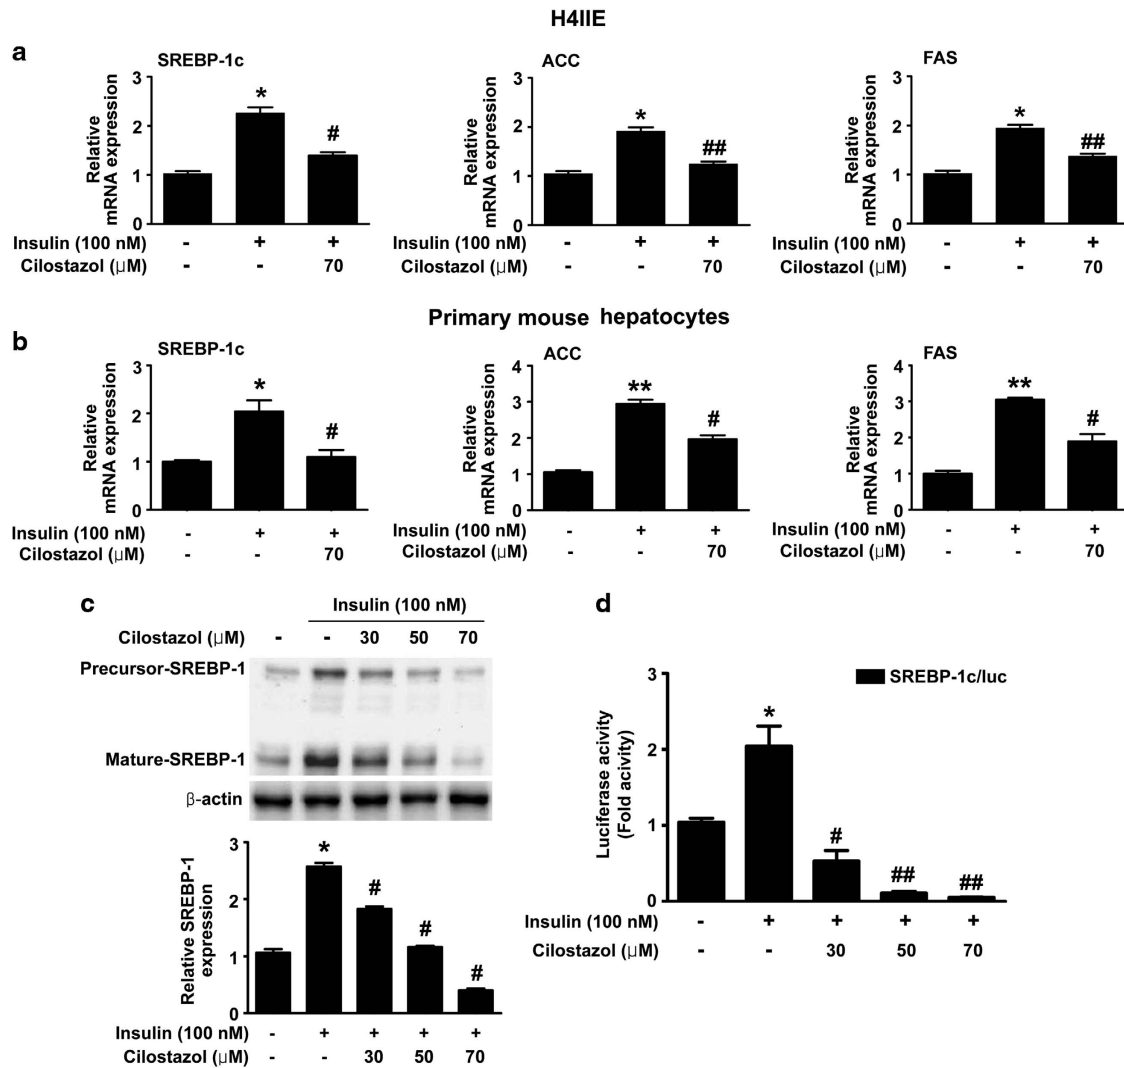 H4IIE
a
SREBP-1c
ACC
FAS
Relative
mRNA expression
3
2
1
0
*
#
Relative
mRNA expression
3
2
1
0
*
##
Relative
mRNA expression
3
2
1
0
*
##
Insulin (100 nM) - + +
Cilostazol (μM) - - 70
Insulin (100 nM) - + +
Cilostazol (μM) - - 70
Insulin (100 nM) - + +
Cilostazol (μM) - - 70
Primary mouse hepatocytes
b
SREBP-1c
ACC
FAS
Relative
mRNA expression
3
2
1
0
*
#
Relative
mRNA expression
4
3
2
1
0
**
#
Relative
mRNA expression
4
3
2
1
0
**
#
Insulin (100 nM) - + +
Cilostazol (μM) - - 70
Insulin (100 nM) - + +
Cilostazol (μM) - - 70
Insulin (100 nM) - + +
Cilostazol (μM) - - 70
c
Insulin (100 nM)
Cilostazol (μM) - - 30 50 70
Precursor-SREBP-1
Mature-SREBP-1
β-actin
Relative SREBP-1
expression
3
2
1
0
*
#
#
#
Insulin (100 nM) - + + + +
Cilostazol (μM) - - 30 50 70
d
SREBP-1c/luc
Luciferase acivity
(Fold acivity)
3
2
1
0
*
#
##
##
Insulin (100 nM) - + + + +
Cilostazol (μM) - - 30 50 70